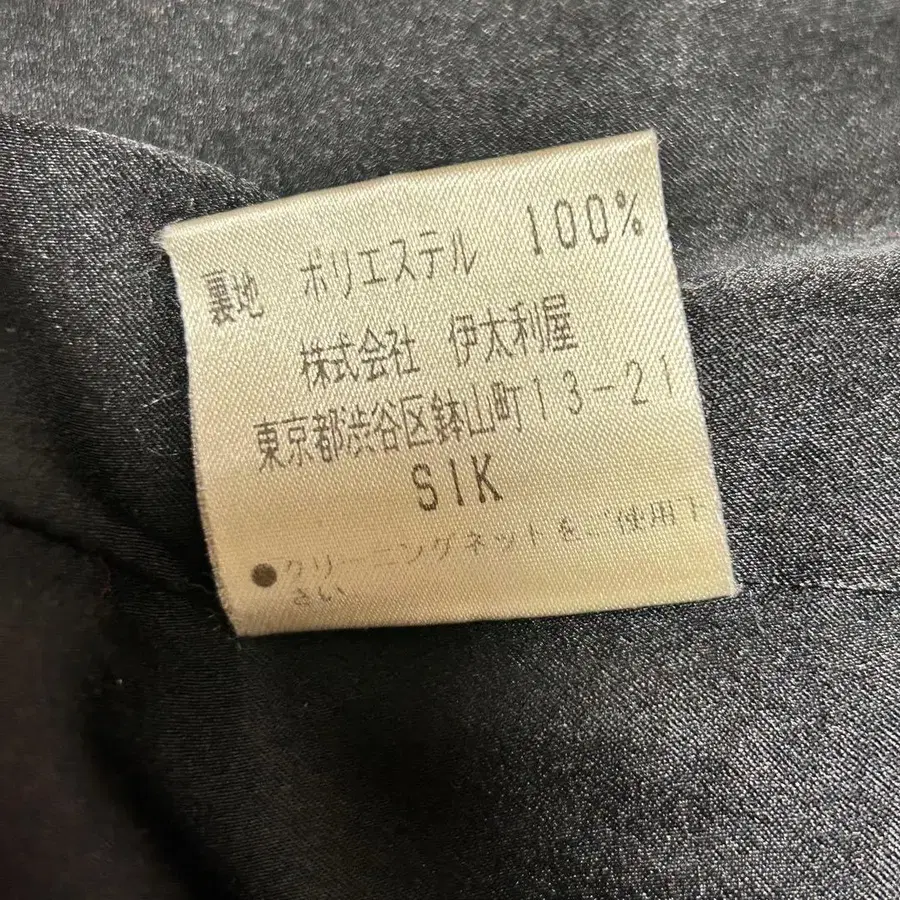 裏地 ポリエステル 100%
株式会社 伊太利屋
東京都渋谷区鉢山町13-21
SIK
●クリーニングネットをご使用下
さい